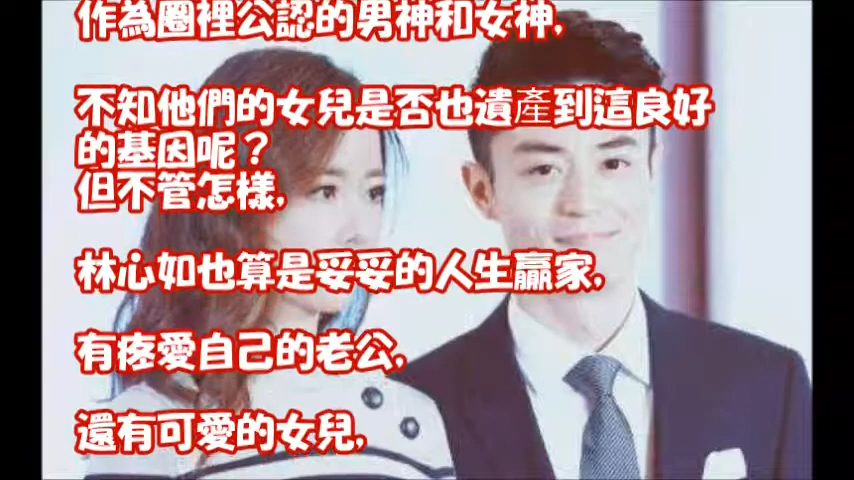 作為圈裡公認的男神和女神,
不知他們的女兒是否也遺產到這良好
的基因呢？
但不管怎樣,
林心如也算是妥妥的人生贏家,
有疼愛自己的老公,
還有可愛的女兒,